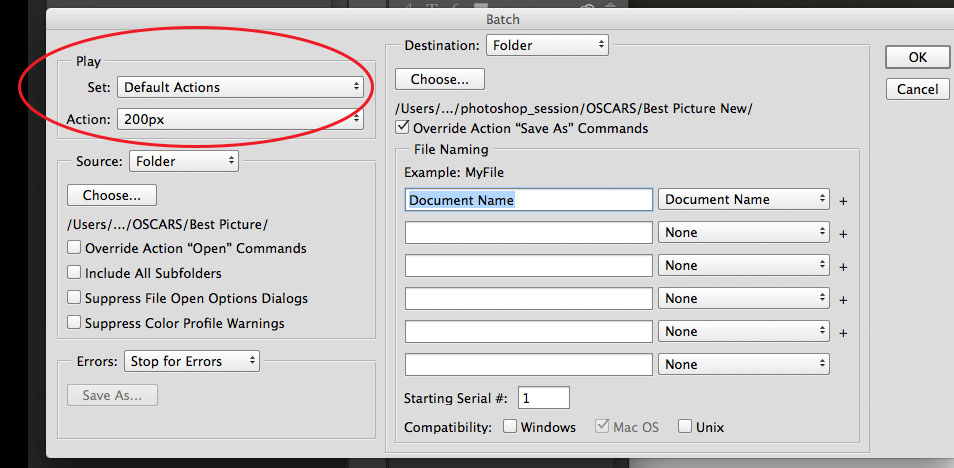 Batch
Play
Set: Default Actions
Action: 200px
Source: Folder
Choose...
/Users/.../OSCARS/Best Picture/
Override Action “Open” Commands
Include All Subfolders
Suppress File Open Options Dialogs
Suppress Color Profile Warnings
Errors: Stop for Errors
Save As...
Destination: Folder
Choose...
/Users/.../photoshop_session/OSCARS/Best Picture New/
Override Action “Save As” Commands
File Naming
Example: MyFile
Document Name Document Name +
None +
None +
None +
None +
None
Starting Serial #: 1
Compatibility: Windows Mac OS Unix
OK
Cancel